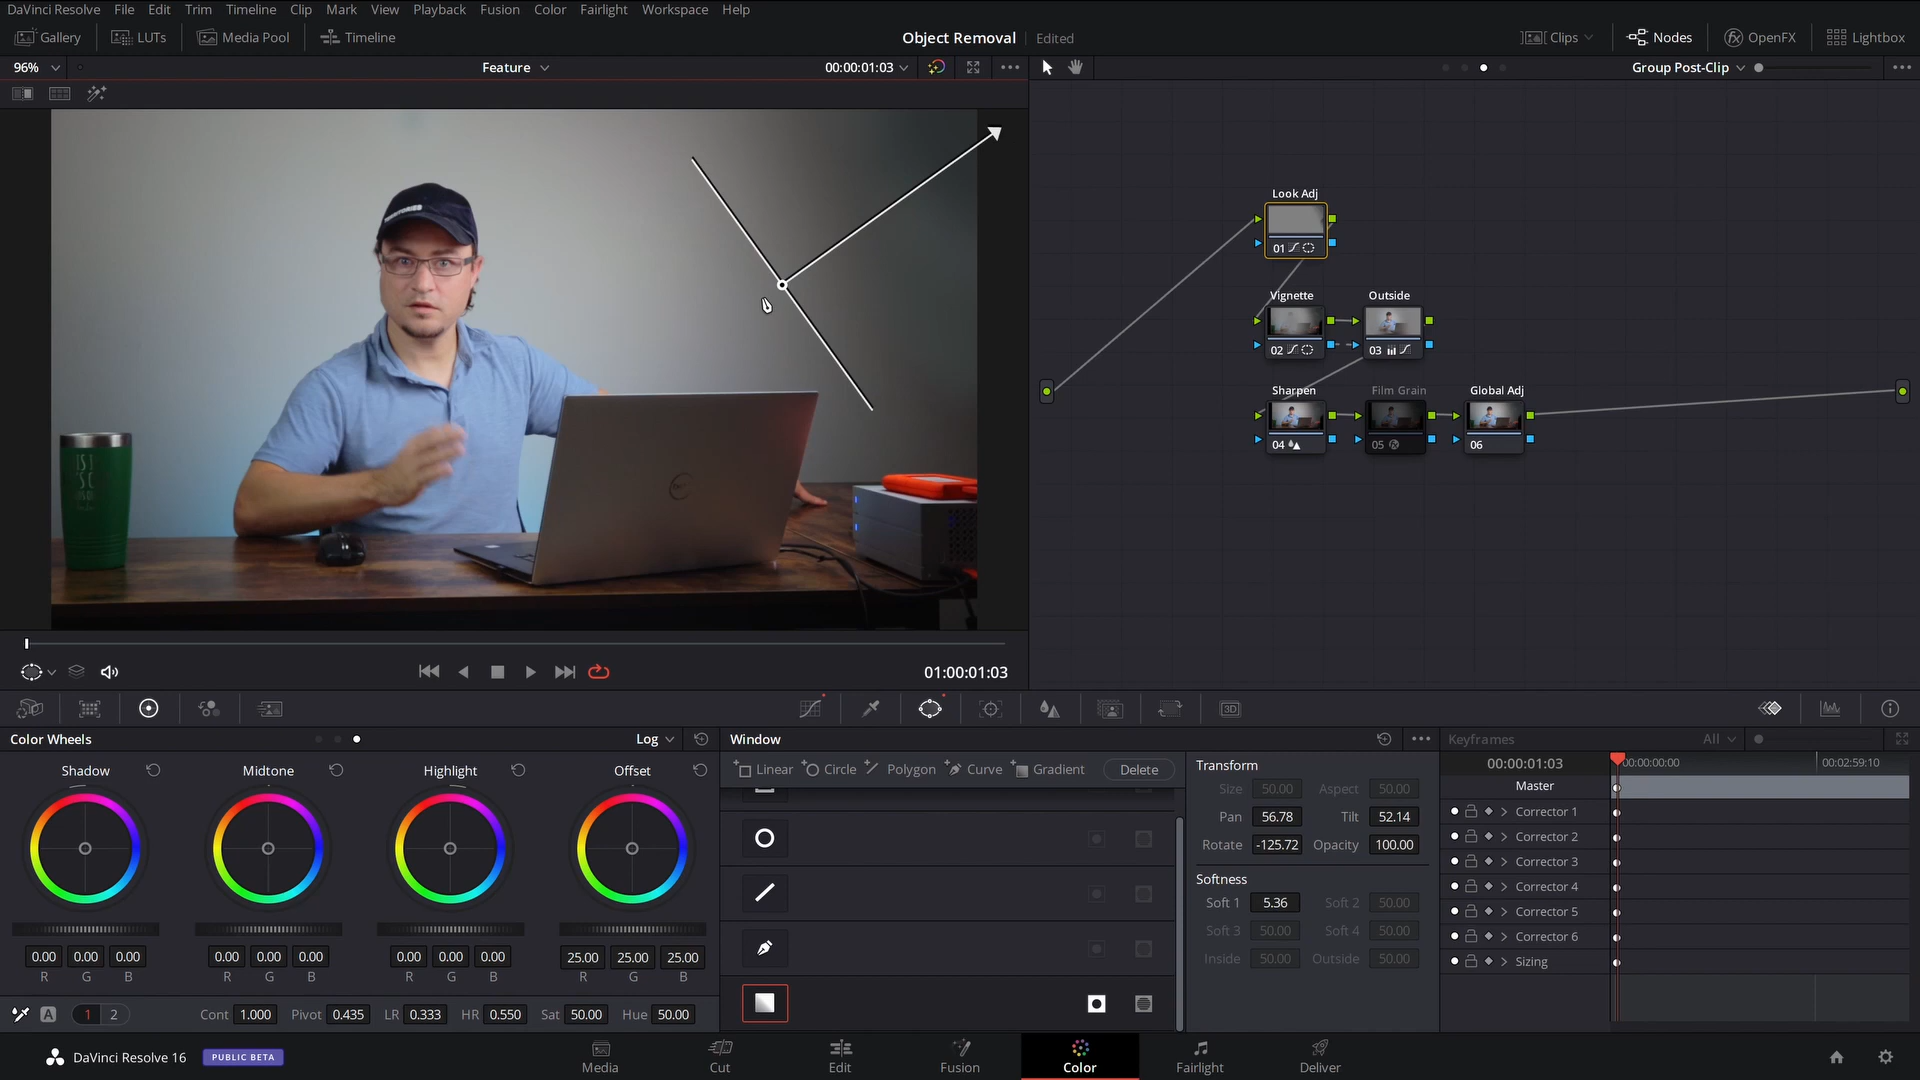 DaVinci Resolve File Edit Trim Timeline Clip Mark View Playback Fusion Color Fairlight Workspace Help
Gallery LUTs Media Pool Timeline Object Removal Edited Clips Nodes OpenFX Lightbox
96% Feature 00:00:01:03 Group Post-Clip
Look Adj
01
Vignette Outside
02 03
Sharpen Film Grain Global Adj
04 05 06
01:00:01:03
3D
Color Wheels Log Window Keyframes All
Shadow Midtone Highlight Offset
Linear Circle Polygon Curve Gradient Delete
Transform
Size 50.00 Aspect 50.00
Pan 56.78 Tilt 52.14
Rotate -125.72 Opacity 100.00
Softness
Soft 1 5.36 Soft 2 50.00
Soft 3 50.00 Soft 4 50.00
Inside 50.00 Outside 50.00
00:00:01:03 00:00:00:00 00:02:59:10
Master
Corrector 1
Corrector 2
Corrector 3
Corrector 4
Corrector 5
Corrector 6
Sizing
0.00 0.00 0.00 0.00 0.00 0.00 0.00 0.00 0.00 25.00 25.00 25.00
R G B R G B R G B R G B
A 1 2 Cont 1.000 Pivot 0.435 LR 0.333 HR 0.550 Sat 50.00 Hue 50.00
DaVinci Resolve 16 PUBLIC BETA Media Cut Edit Fusion Color Fairlight Deliver